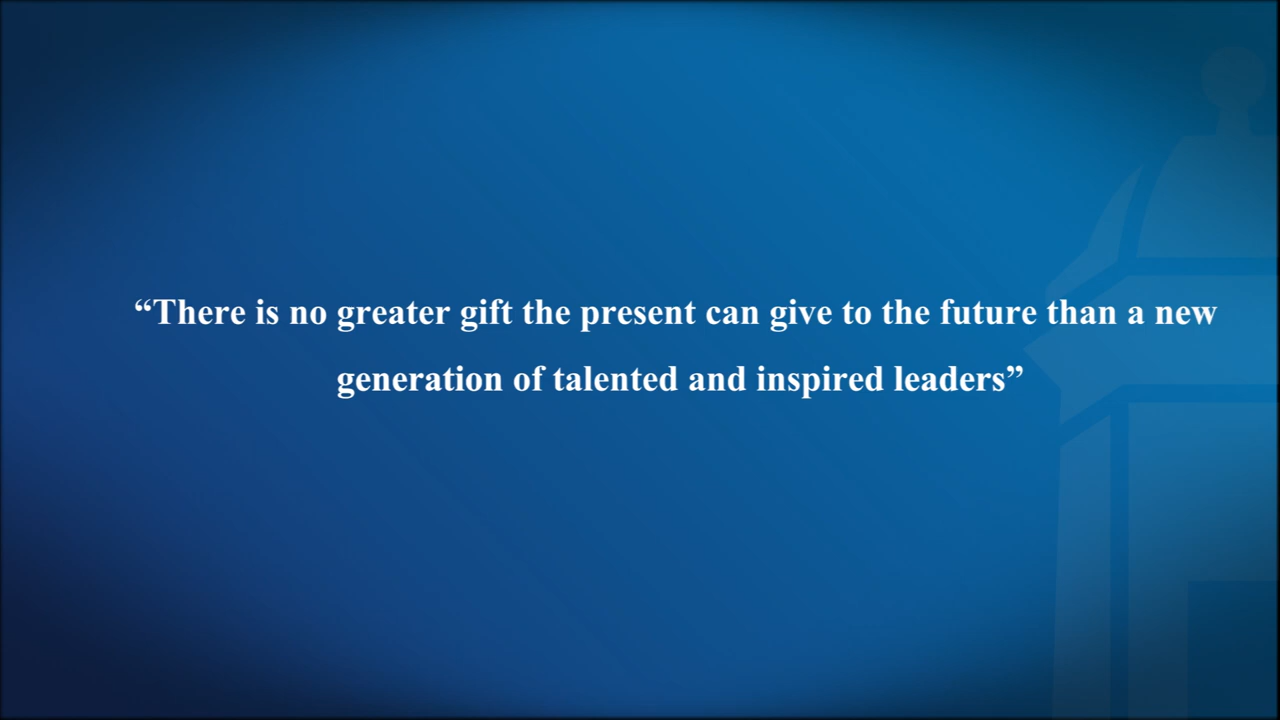 “There is no greater gift the present can give to the future than a new
generation of talented and inspired leaders”